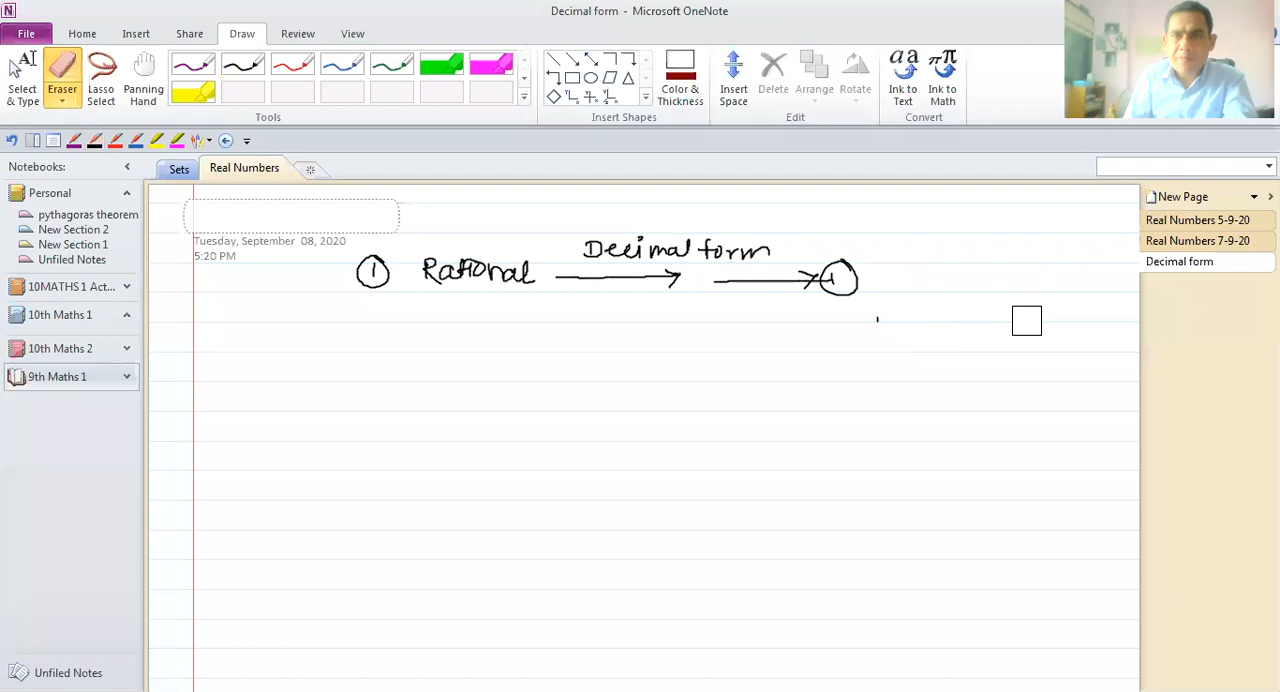 Decimal form - Microsoft OneNote
File Home Insert Share Draw Review View
Select & Type Eraser Lasso Select Panning Hand Insert Space Delete Arrange Rotate Color & Thickness Ink to Text Ink to Math
Tools Insert Shapes Edit Convert
Notebooks: Sets Real Numbers
Personal
pythagoras theorem
New Section 2
New Section 1
Unfiled Notes
10MATHS 1 Act...
10th Maths 1
10th Maths 2
9th Maths 1
Unfiled Notes
Tuesday, September 08, 2020
5:20 PM
Decimal form
① Rational ⟶ ⟶ ①
New Page
Real Numbers 5-9-20
Real Numbers 7-9-20
Decimal form